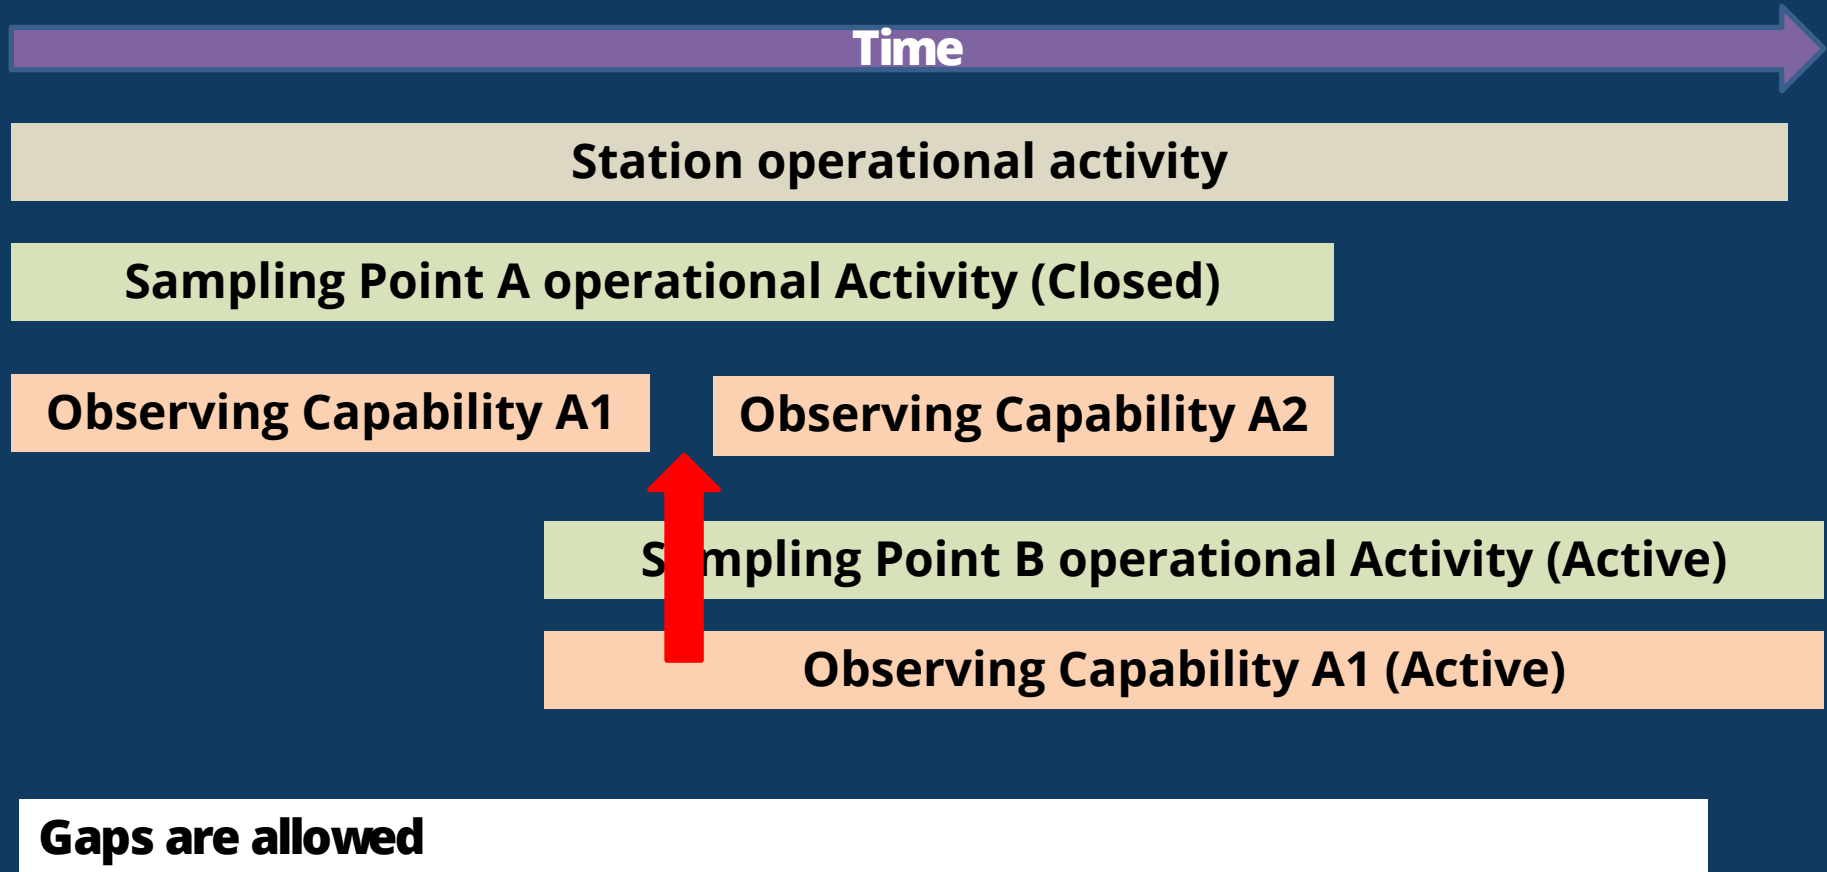 Time
Station operational activity
Sampling Point A operational Activity (Closed)
Observing Capability A1
Observing Capability A2
Sampling Point B operational Activity (Active)
Observing Capability A1 (Active)
Gaps are allowed